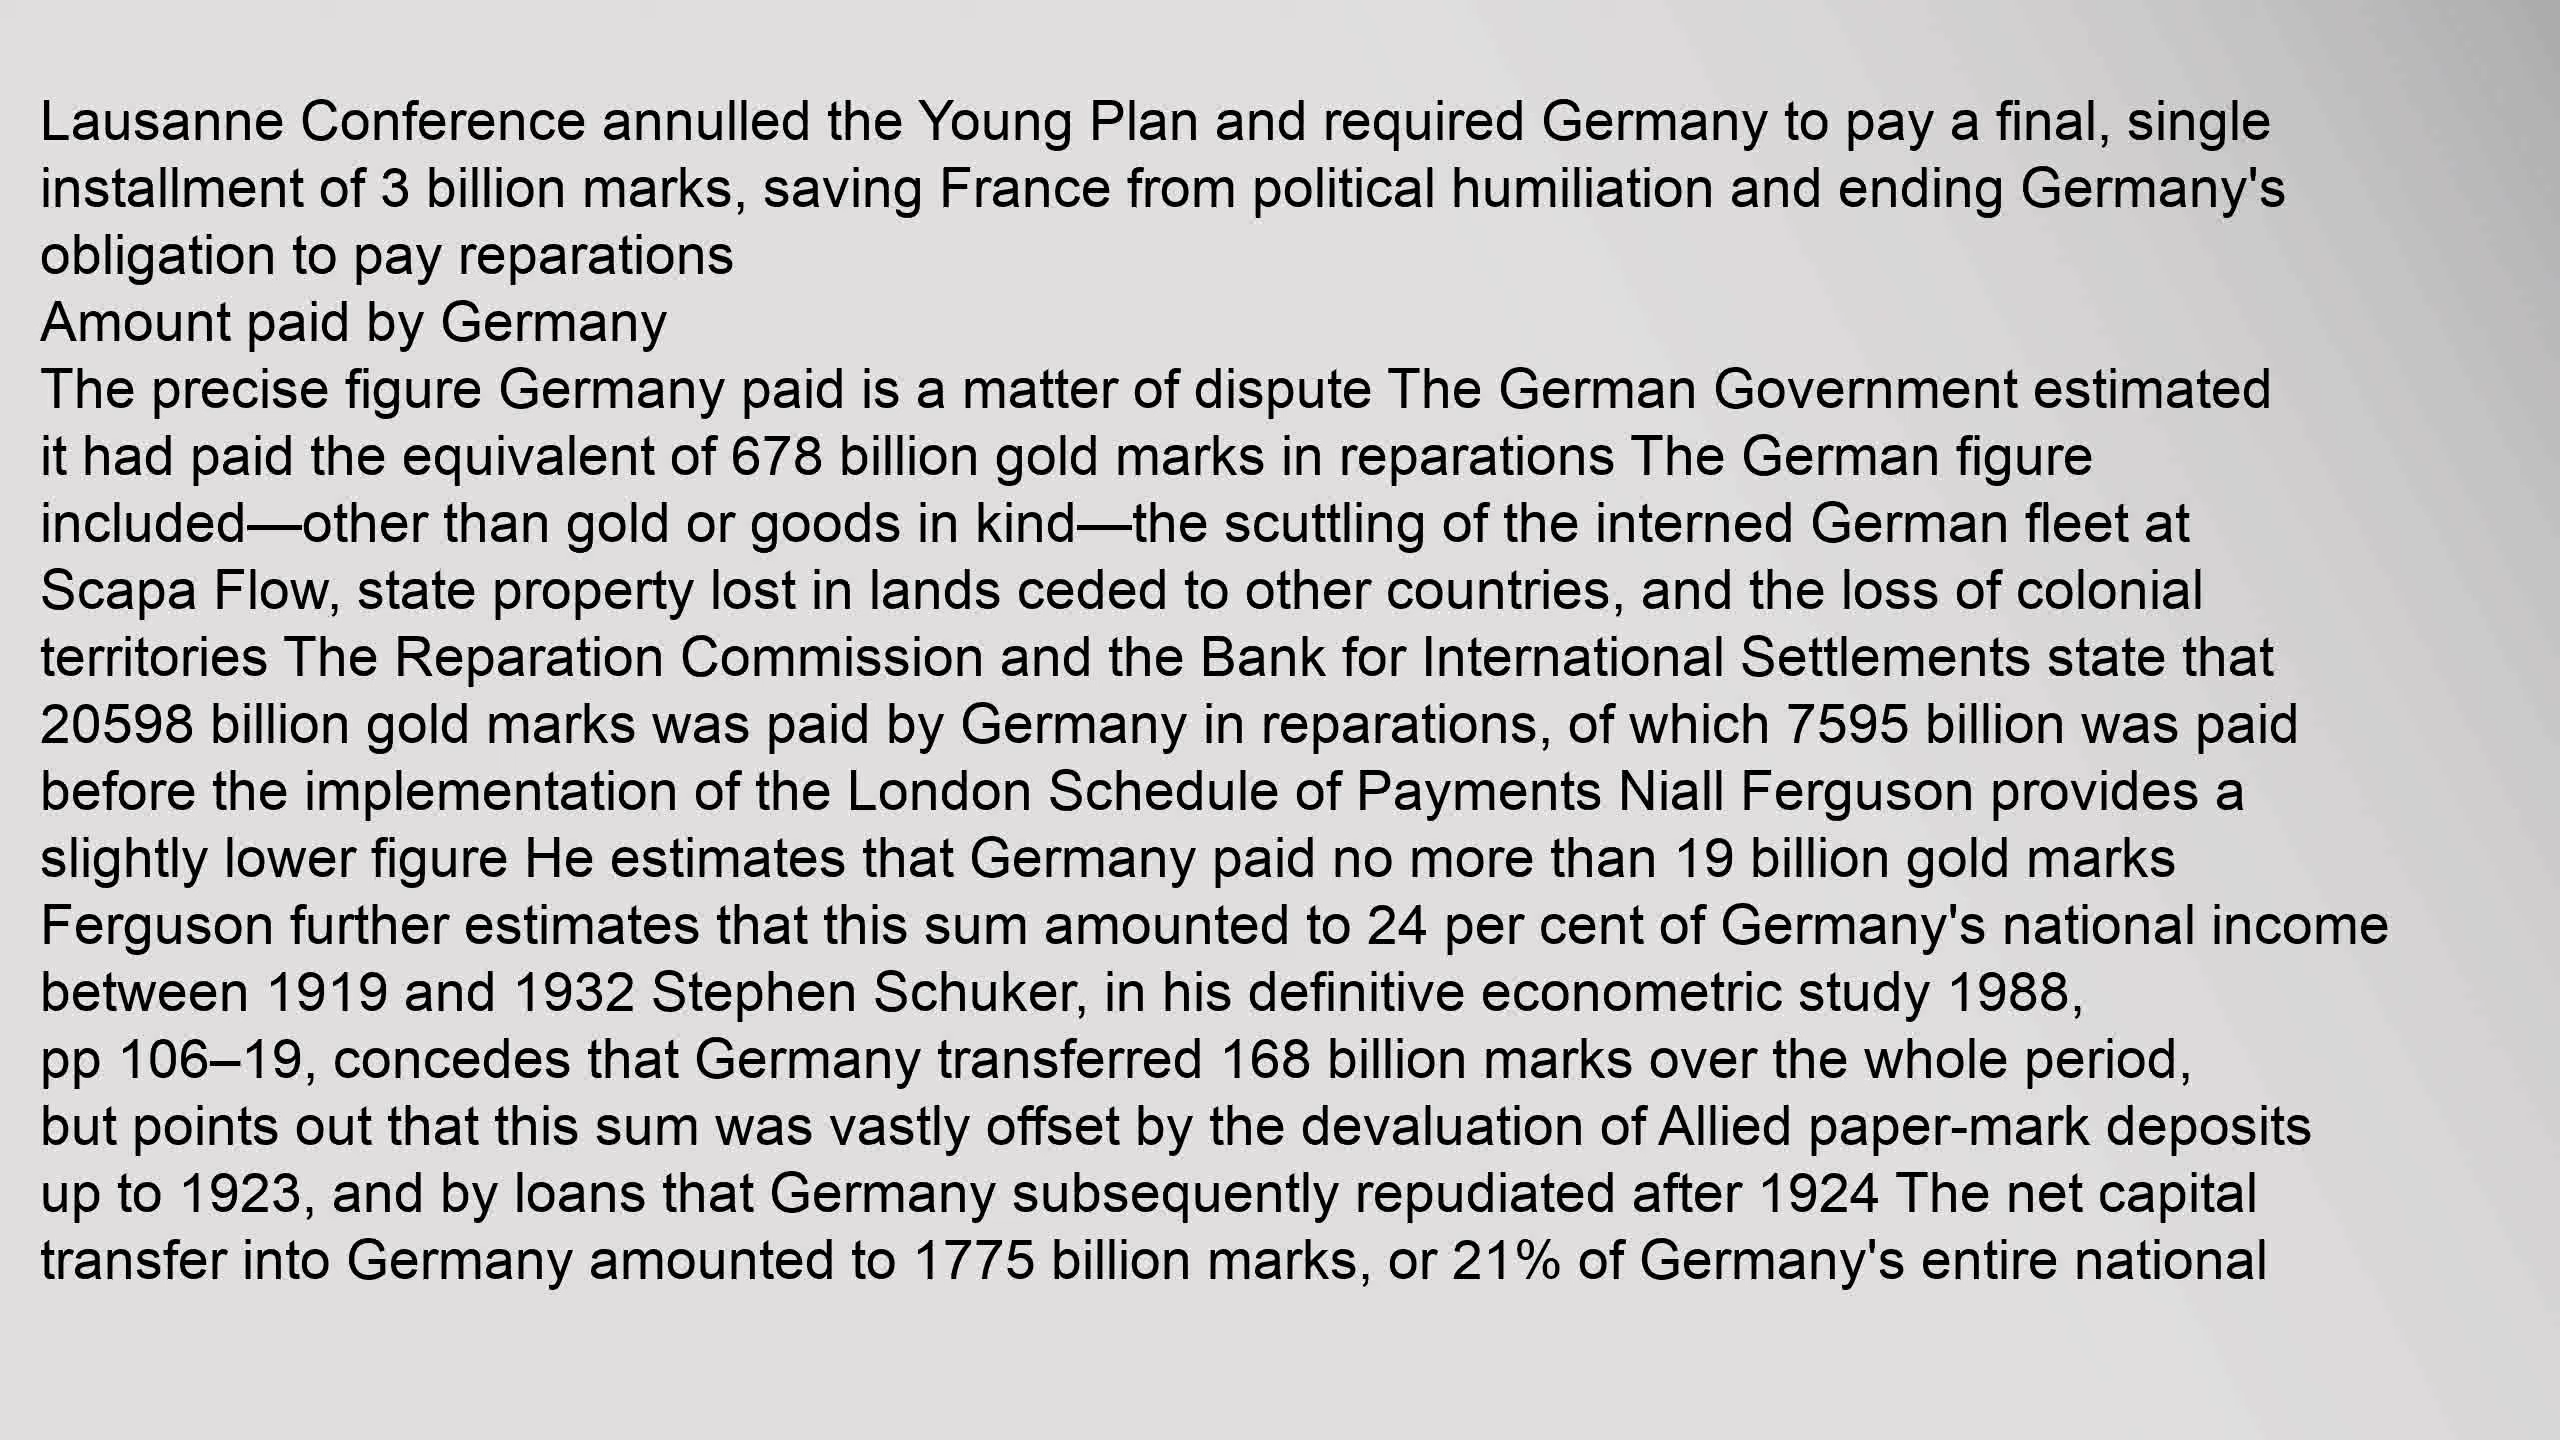 Lausanne Conference annulled the Young Plan and required Germany to pay a final, single
installment of 3 billion marks, saving France from political humiliation and ending Germany's
obligation to pay reparations
Amount paid by Germany
The precise figure Germany paid is a matter of dispute The German Government estimated
it had paid the equivalent of 678 billion gold marks in reparations The German figure
included—other than gold or goods in kind—the scuttling of the interned German fleet at
Scapa Flow, state property lost in lands ceded to other countries, and the loss of colonial
territories The Reparation Commission and the Bank for International Settlements state that
20598 billion gold marks was paid by Germany in reparations, of which 7595 billion was paid
before the implementation of the London Schedule of Payments Niall Ferguson provides a
slightly lower figure He estimates that Germany paid no more than 19 billion gold marks
Ferguson further estimates that this sum amounted to 24 per cent of Germany's national income
between 1919 and 1932 Stephen Schuker, in his definitive econometric study 1988,
pp 106–19, concedes that Germany transferred 168 billion marks over the whole period,
but points out that this sum was vastly offset by the devaluation of Allied paper-mark deposits
up to 1923, and by loans that Germany subsequently repudiated after 1924 The net capital
transfer into Germany amounted to 1775 billion marks, or 21% of Germany's entire national